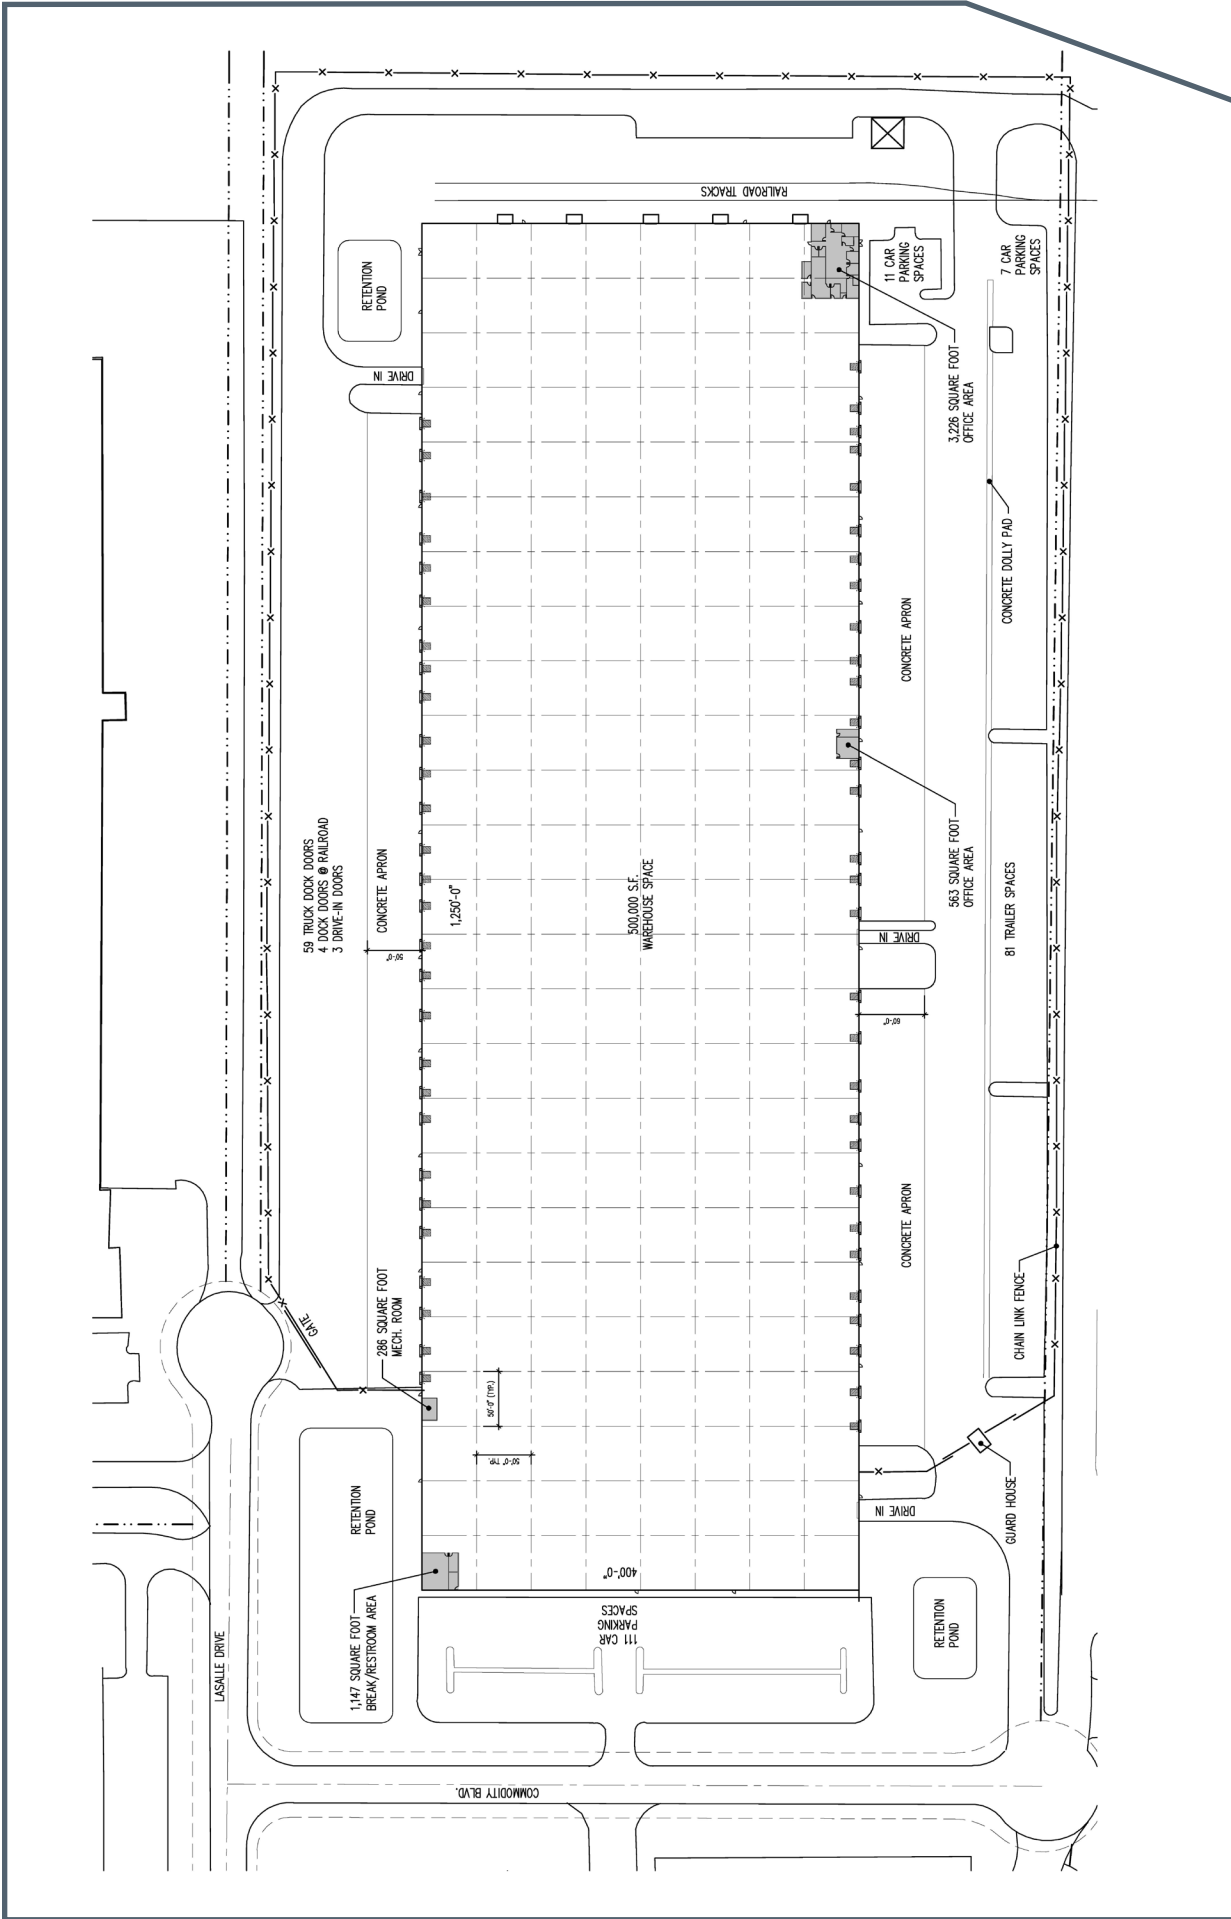 RAILROAD TRACKS
RETENTION
POND
11 CAR
PARKING
SPACES
7 CAR
PARKING
SPACES
DRIVE IN
3,226 SQUARE FOOT
OFFICE AREA
CONCRETE DOLLY PAD
CONCRETE APRON
59 TRUCK DOCK DOORS
4 DOCK DOORS @ RAILROAD
3 DRIVE-IN DOORS
CONCRETE APRON
1,250'-0"
500,000 S.F.
WAREHOUSE SPACE
563 SQUARE FOOT
OFFICE AREA
81 TRAILER SPACES
DRIVE IN
50'-0"
60'-0"
CONCRETE APRON
GATE
286 SQUARE FOOT
MECH. ROOM
CHAIN LINK FENCE
50'-0" (TYP.)
50'-0" TYP.
GUARD HOUSE
DRIVE IN
RETENTION
POND
400'-0"
1,147 SQUARE FOOT
BREAK/RESTROOM AREA
111 CAR
PARKING
SPACES
RETENTION
POND
LASALLE DRIVE
COMMODITY BLVD.